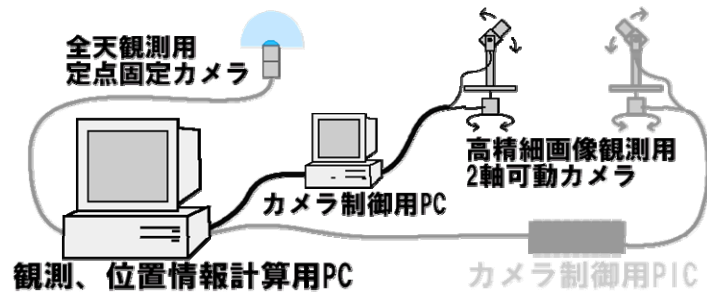 全天観測用
定点固定カメラ
高精細画像観測用
2軸可動カメラ
カメラ制御用PC
観測、位置情報計算用PC
カメラ制御用PIC